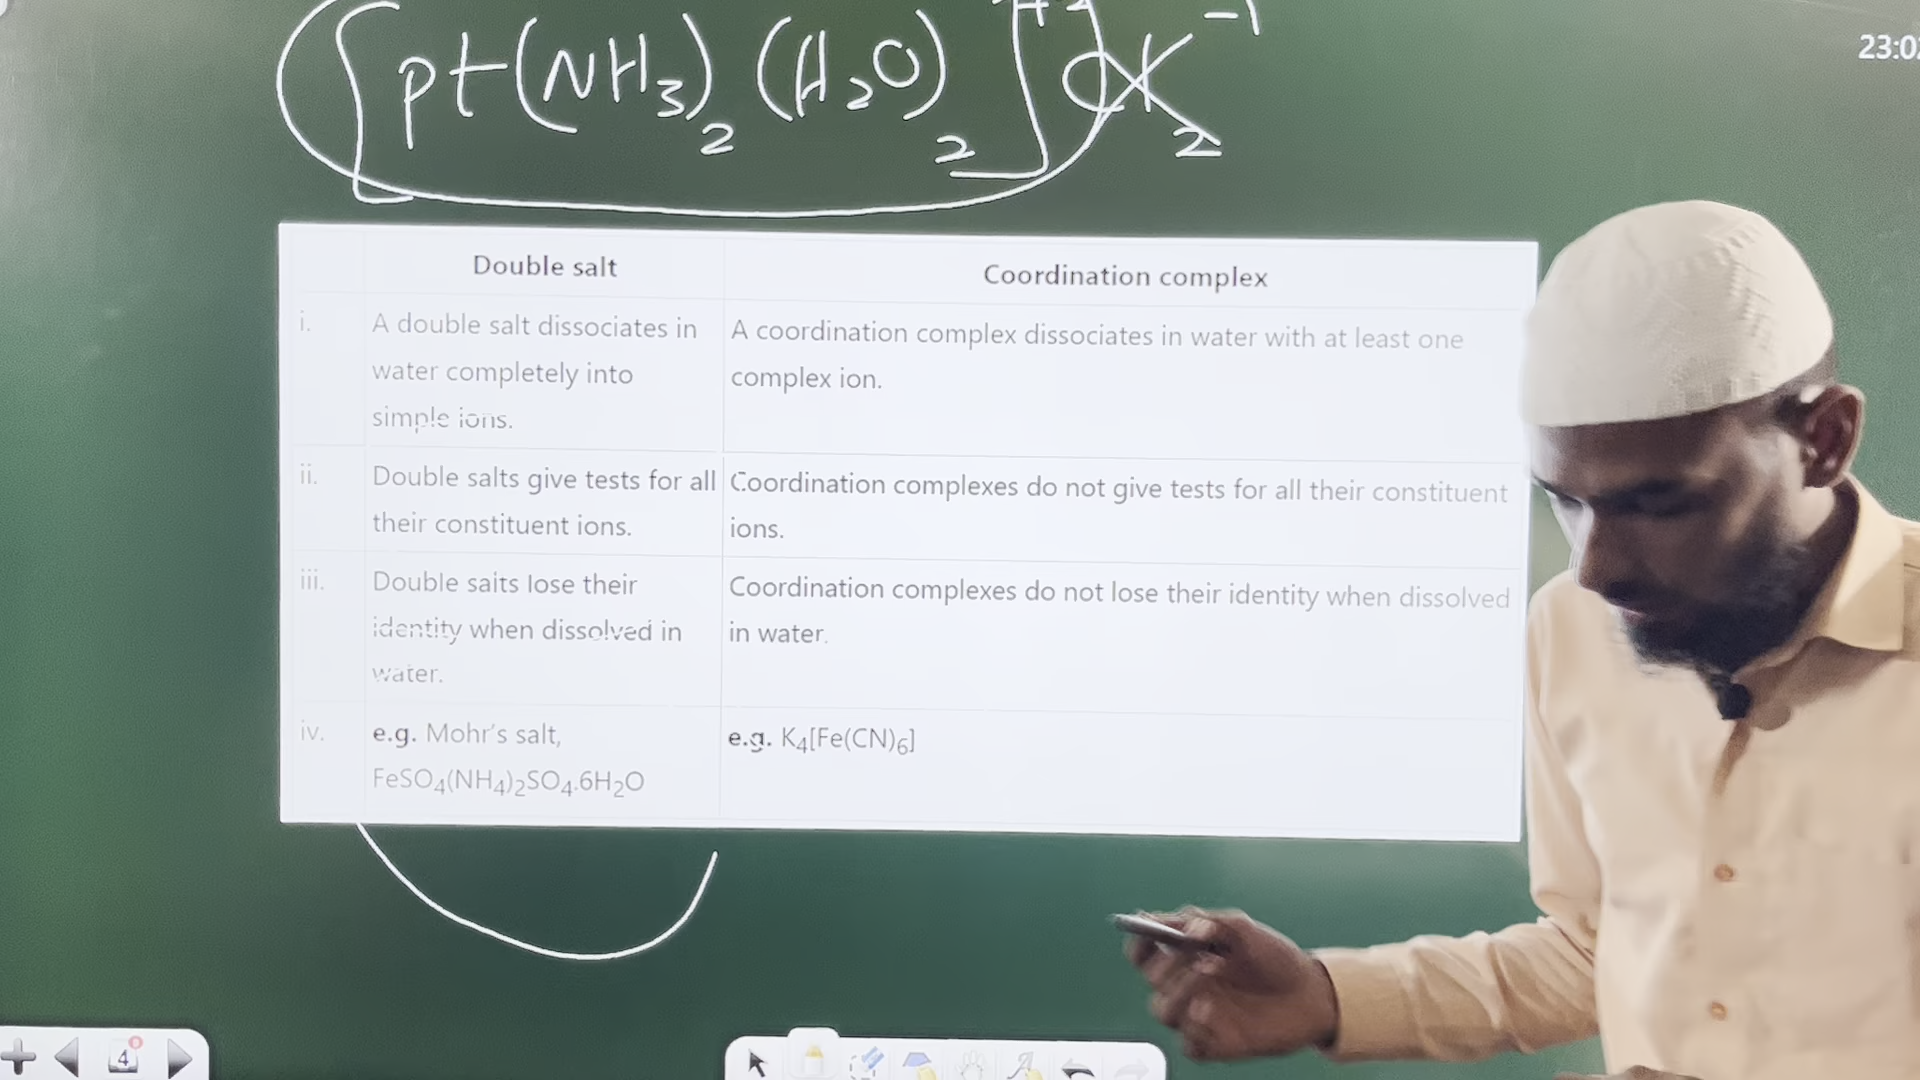 [Pt(NH3)2(H2O)2]+2 Cl2 -1
23:0
Double salt
Coordination complex
i.
A double salt dissociates in
water completely into
simple ions.
A coordination complex dissociates in water with at least one
complex ion.
ii.
Double salts give tests for all
their constituent ions.
Coordination complexes do not give tests for all their constituent
ions.
iii.
Double salts lose their
identity when dissolved in
water.
Coordination complexes do not lose their identity when dissolved
in water.
iv.
e.g. Mohr's salt,
FeSO4(NH4)2SO4.6H2O
e.g. K4[Fe(CN)6]
4